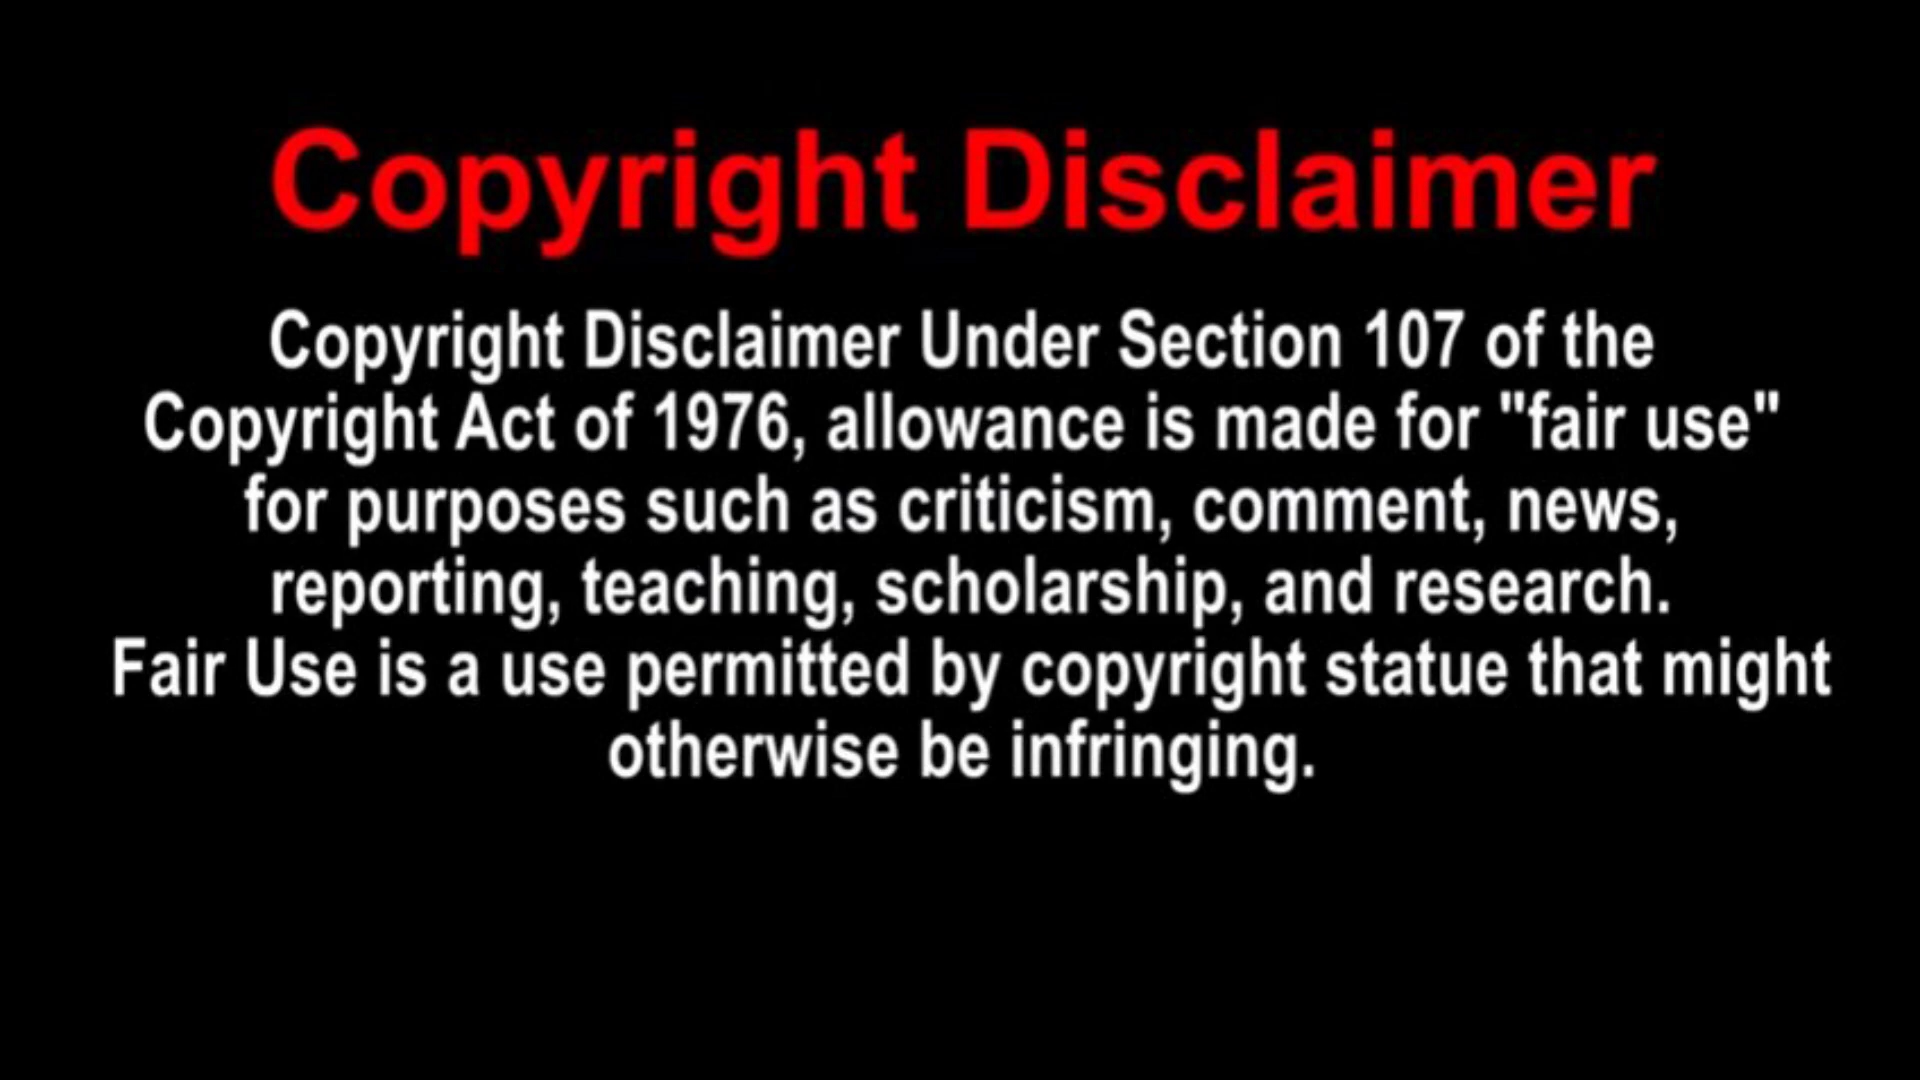 Copyright Disclaimer
Copyright Disclaimer Under Section 107 of the
Copyright Act of 1976, allowance is made for "fair use"
for purposes such as criticism, comment, news,
reporting, teaching, scholarship, and research.
Fair Use is a use permitted by copyright statue that might
otherwise be infringing.